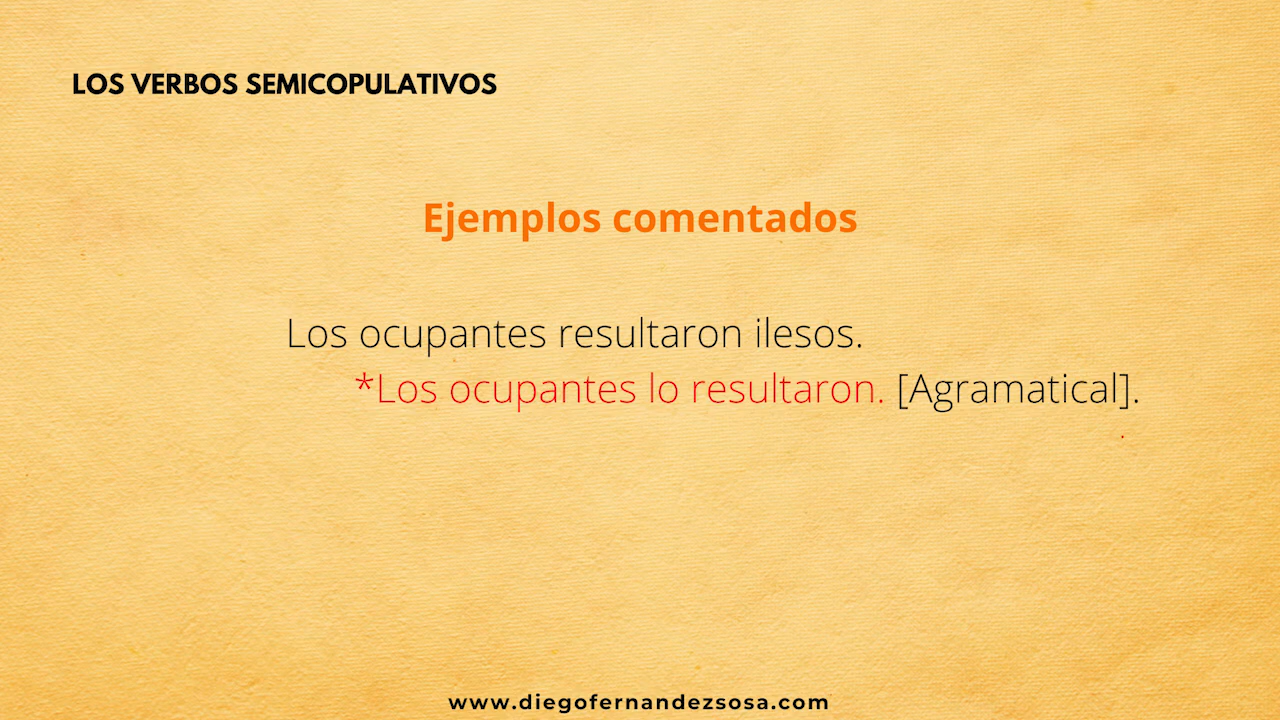 LOS VERBOS SEMICOPULATIVOS
Ejemplos comentados
Los ocupantes resultaron ilesos.
*Los ocupantes lo resultaron. [Agramatical].
www.diegofernandezsosa.com